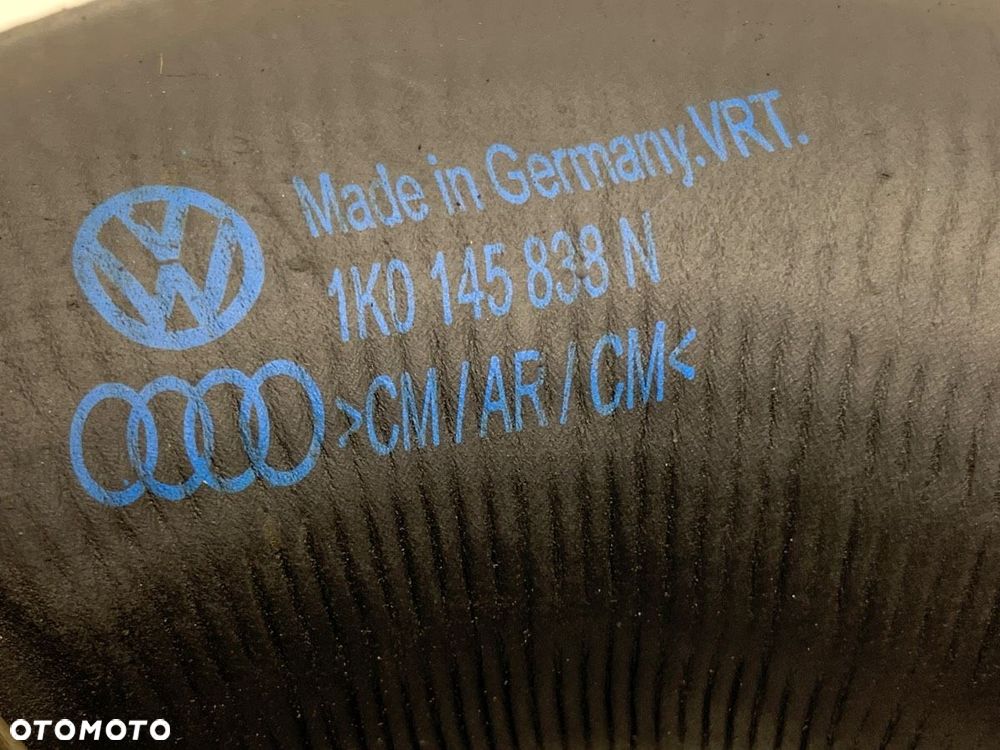 Made in Germany.VRT.
1K0 145 838 N
>CM/AR/CM<
OTOMOTO